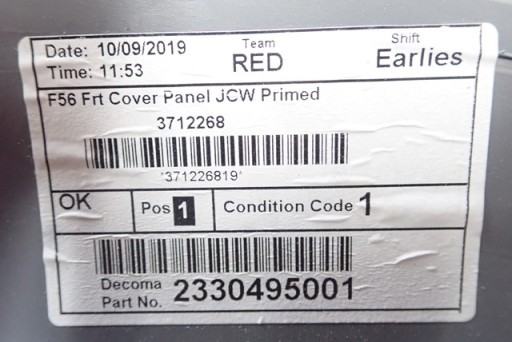 Date: 10/09/2019 Team Shift
Time: 11:53 RED Earlies
F56 Frt Cover Panel JCW Primed
3712268
'371226819'
OK Pos 1 Condition Code 1
Decoma
Part No. 2330495001